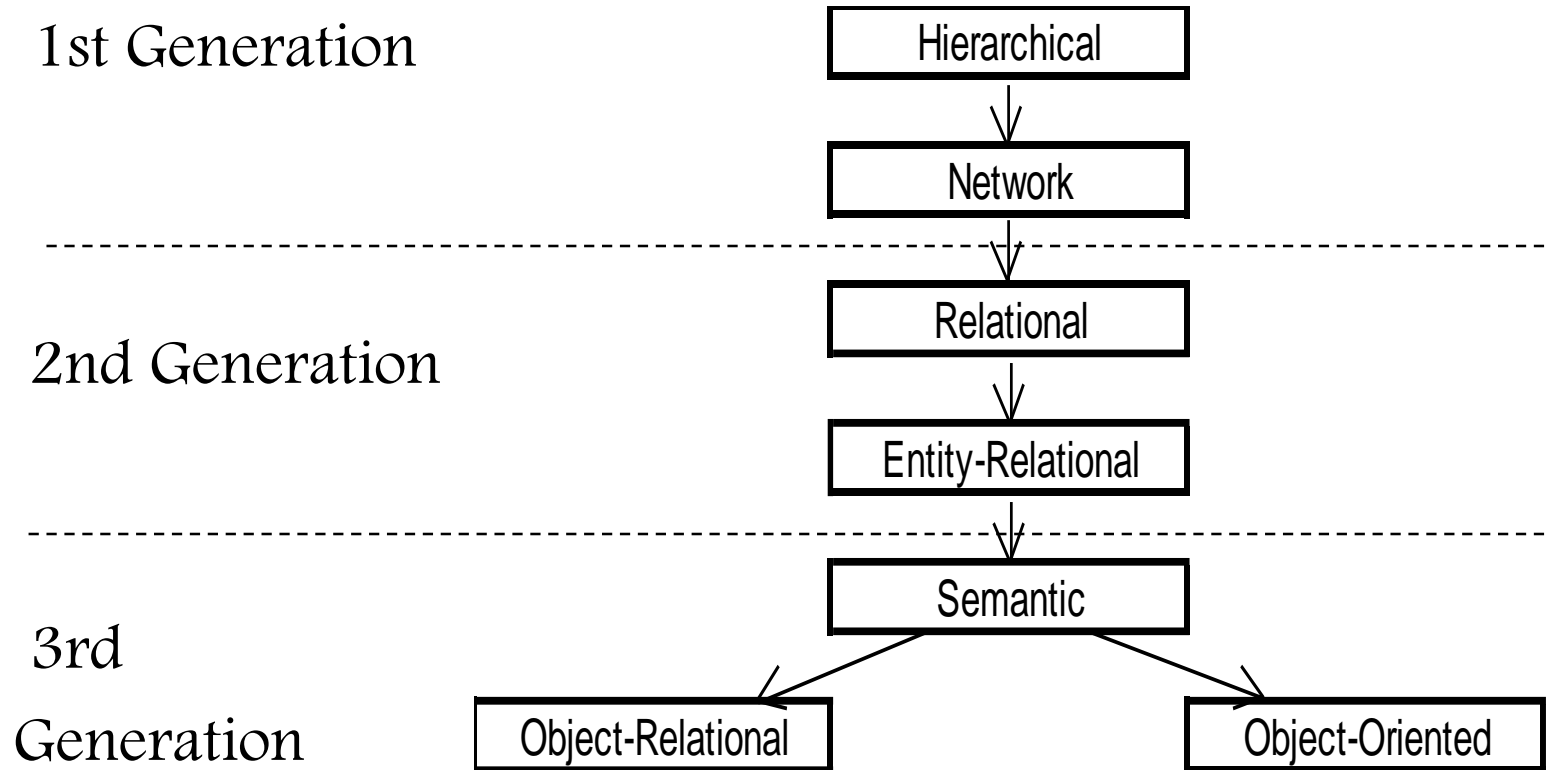 1st Generation
Hierarchical
Network
Relational
2nd Generation
Entity-Relational
Semantic
3rd
Generation
Object-Relational
Object-Oriented